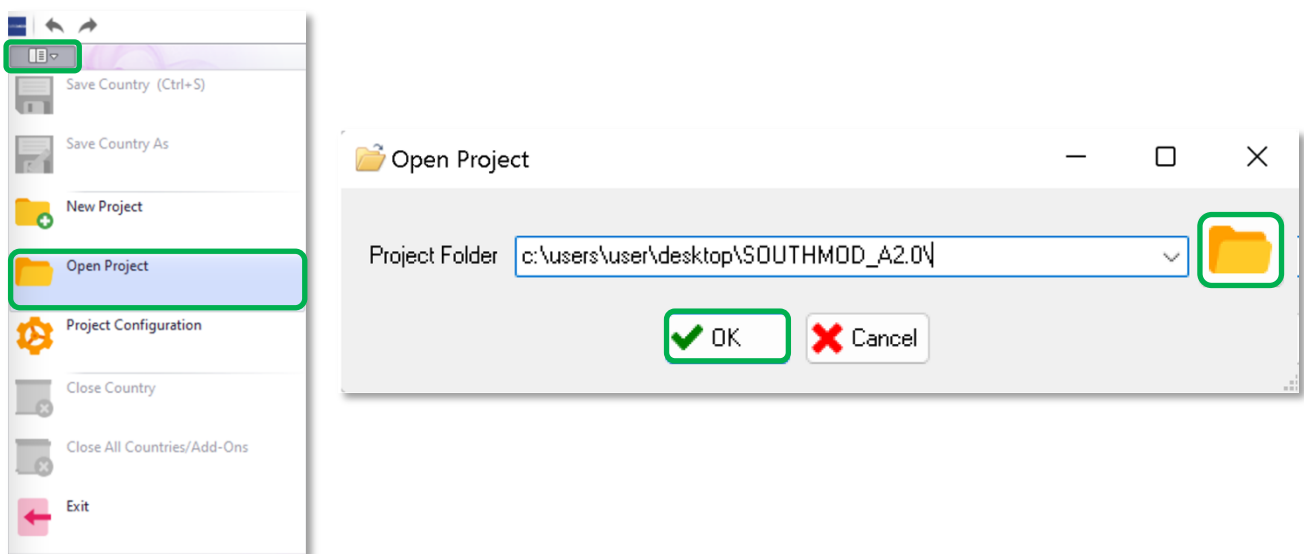 Save Country (Ctrl+S)
Save Country As
New Project
Open Project
Project Configuration
Close Country
Close All Countries/Add-Ons
Exit
Open Project
Project Folder c:\users\user\desktop\SOUTHMOD_A2.0\
OK Cancel